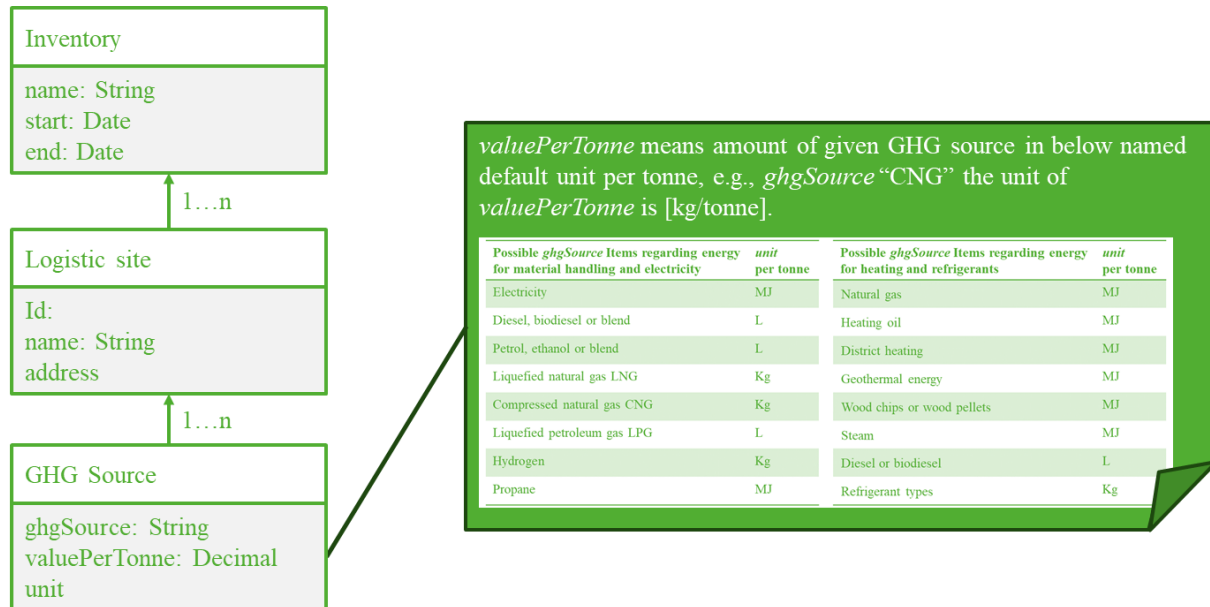 Inventory
name: String
start: Date
end: Date
1…n
Logistic site
Id:
name: String
address
1…n
GHG Source
ghgSource: String
valuePerTonne: Decimal
unit
valuePerTonne means amount of given GHG source in below named
default unit per tonne, e.g., ghgSource “CNG” the unit of
valuePerTonne is [kg/tonne].
Possible ghgSource Items regarding energy unit
for material handling and electricity per tonne
Electricity MJ
Diesel, biodiesel or blend L
Petrol, ethanol or blend L
Liquefied natural gas LNG Kg
Compressed natural gas CNG Kg
Liquefied petroleum gas LPG L
Hydrogen Kg
Propane MJ
Possible ghgSource Items regarding energy unit
for heating and refrigerants per tonne
Natural gas MJ
Heating oil MJ
District heating MJ
Geothermal energy MJ
Wood chips or wood pellets MJ
Steam MJ
Diesel or biodiesel L
Refrigerant types Kg